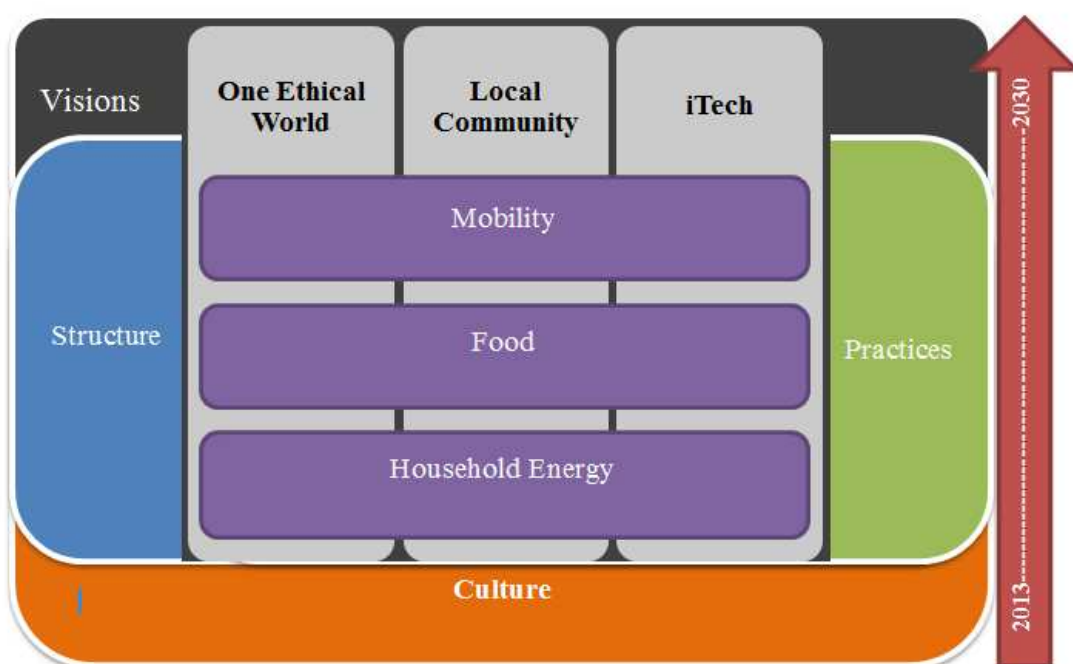 Visions
One Ethical
World
Local
Community
iTech
Mobility
Structure
Food
Practices
Household Energy
Culture
2013-----------------------2030